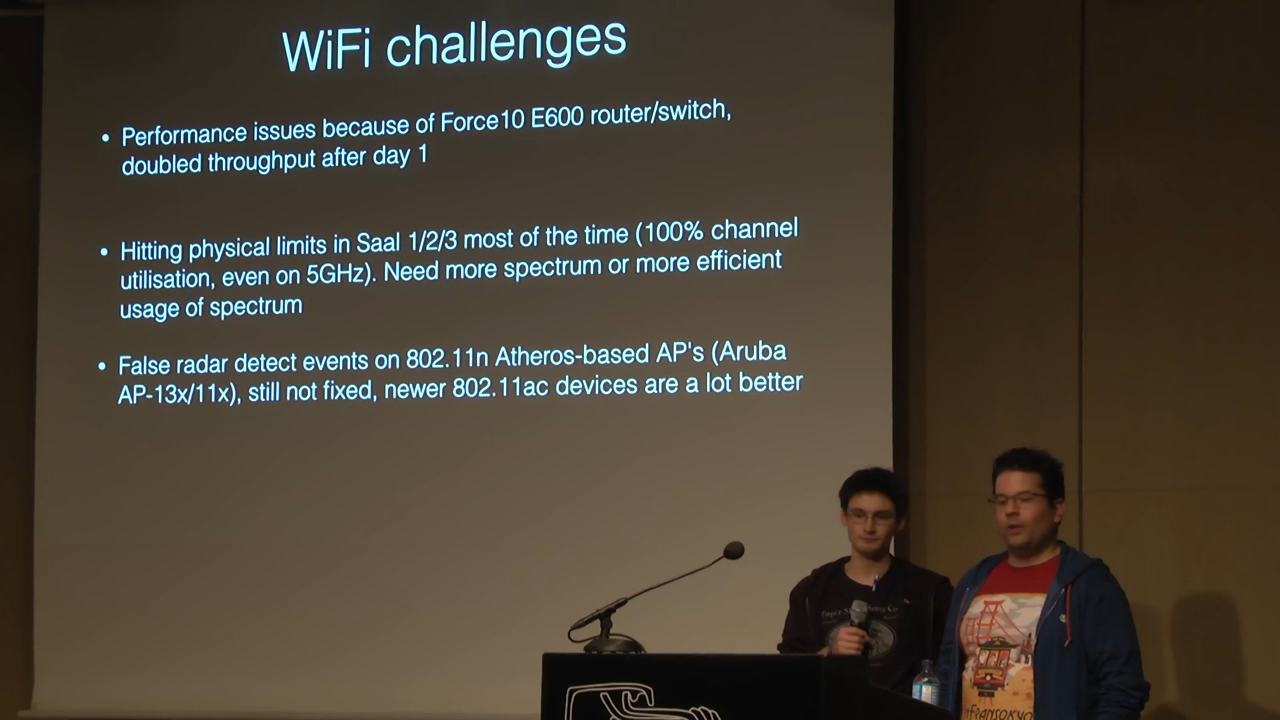 WiFi challenges
• Performance issues because of Force10 E600 router/switch,
doubled throughput after day 1
• Hitting physical limits in Saal 1/2/3 most of the time (100% channel
utilisation, even on 5GHz). Need more spectrum or more efficient
usage of spectrum
• False radar detect events on 802.11n Atheros-based AP's (Aruba
AP-13x/11x), still not fixed, newer 802.11ac devices are a lot better